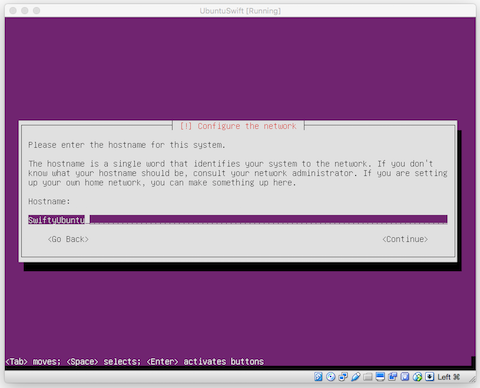 UbuntuSwift [Running]
[!] Configure the network
Please enter the hostname for this system.
The hostname is a single word that identifies your system to the network. If you don't
know what your hostname should be, consult your network administrator. If you are setting
up your own home network, you can make something up here.
Hostname:
SwiftyUbuntu
<Go Back> <Continue>
<Tab> moves; <Space> selects; <Enter> activates buttons
Left ⌘